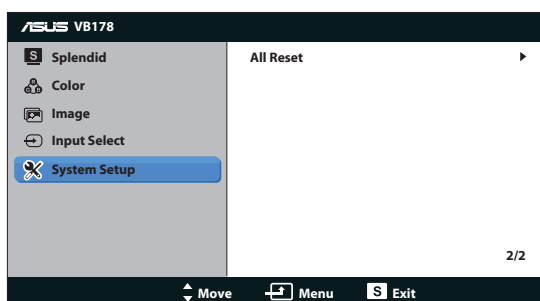 ASUS VB178
S Splendid
All Reset
Color
Image
Input Select
System Setup
2/2
Move Menu S Exit